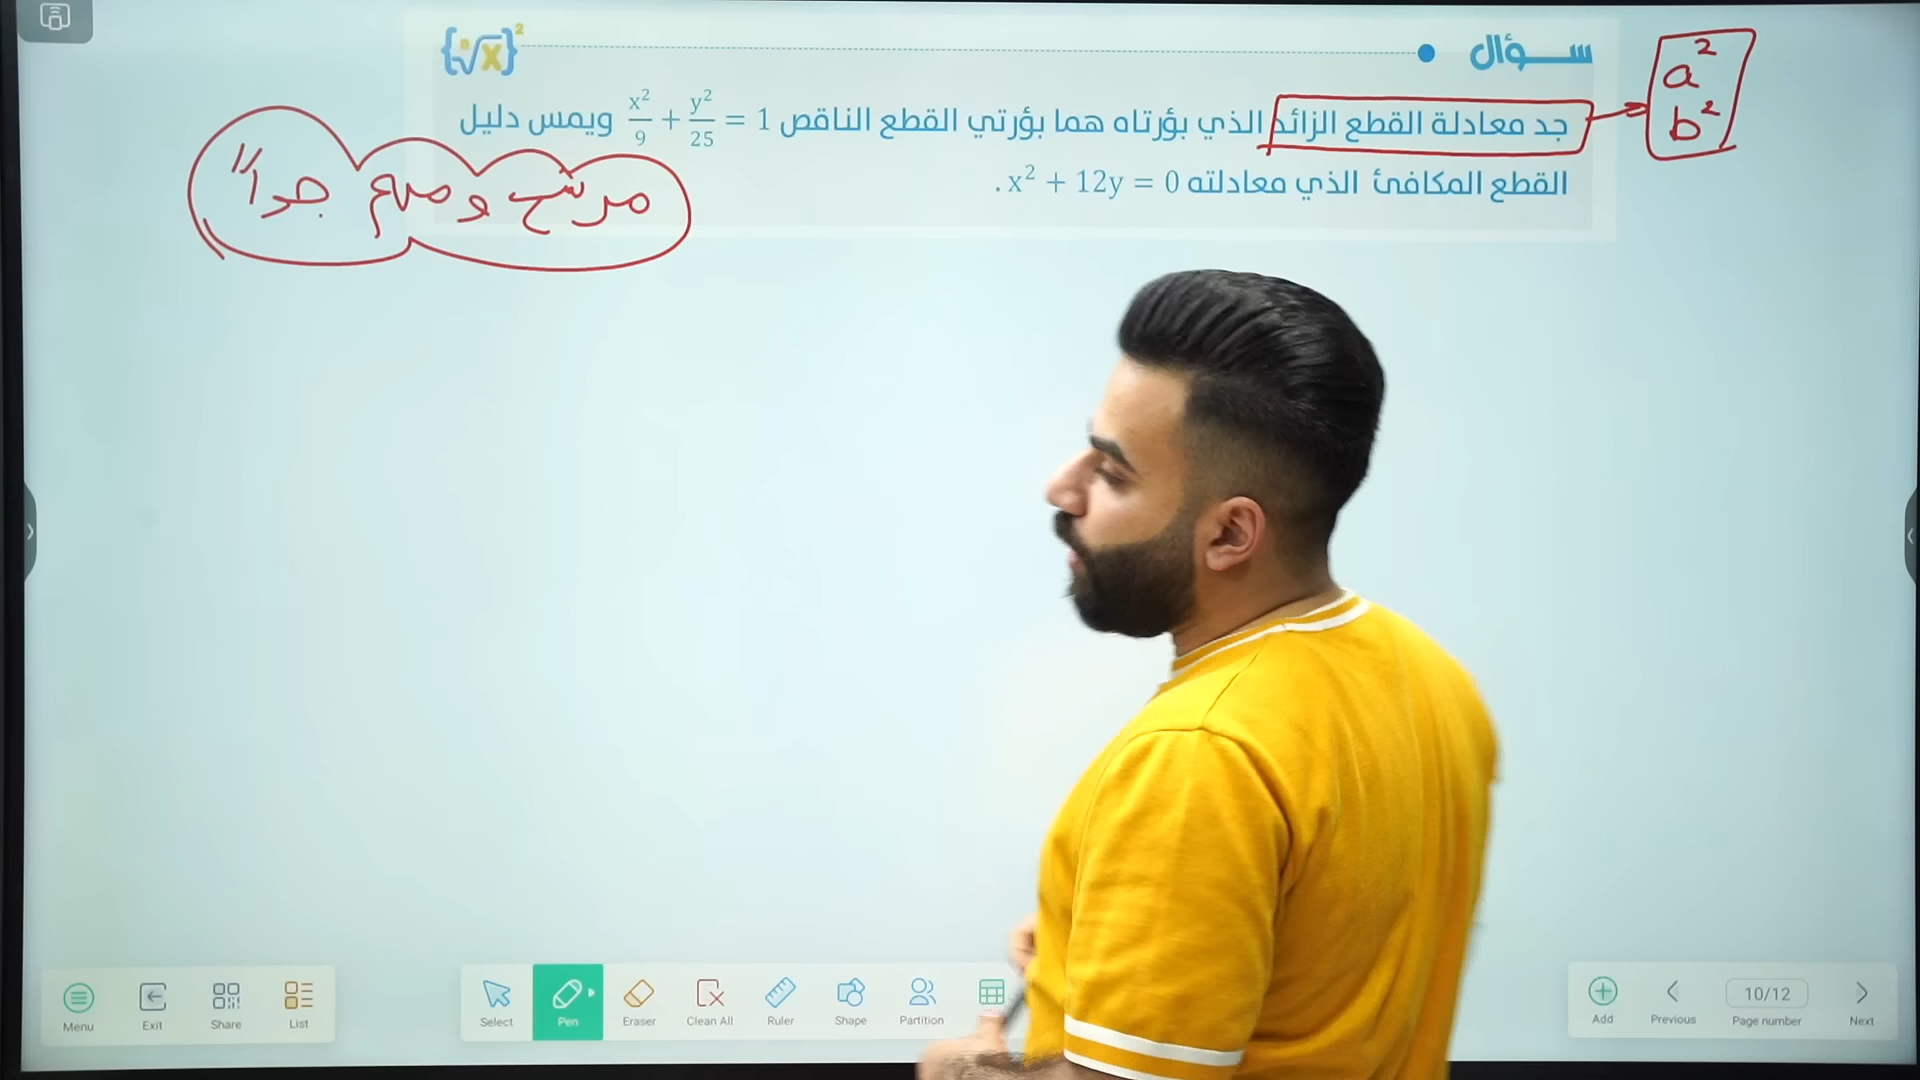 سؤال
{ⁿ√x}²
جد معادلة القطع الزائد الذي بؤرتاه هما بؤرتي القطع الناقص x²/9 + y²/25 = 1 ويمس دليل
القطع المكافئ الذي معادلته x² + 12y = 0 .
a²
b²
مرشح ومهم جداً
Menu
Exit
Share
List
Select
Pen
Eraser
Clean All
Ruler
Shape
Partition
Add
Previous
10/12
Page number
Next